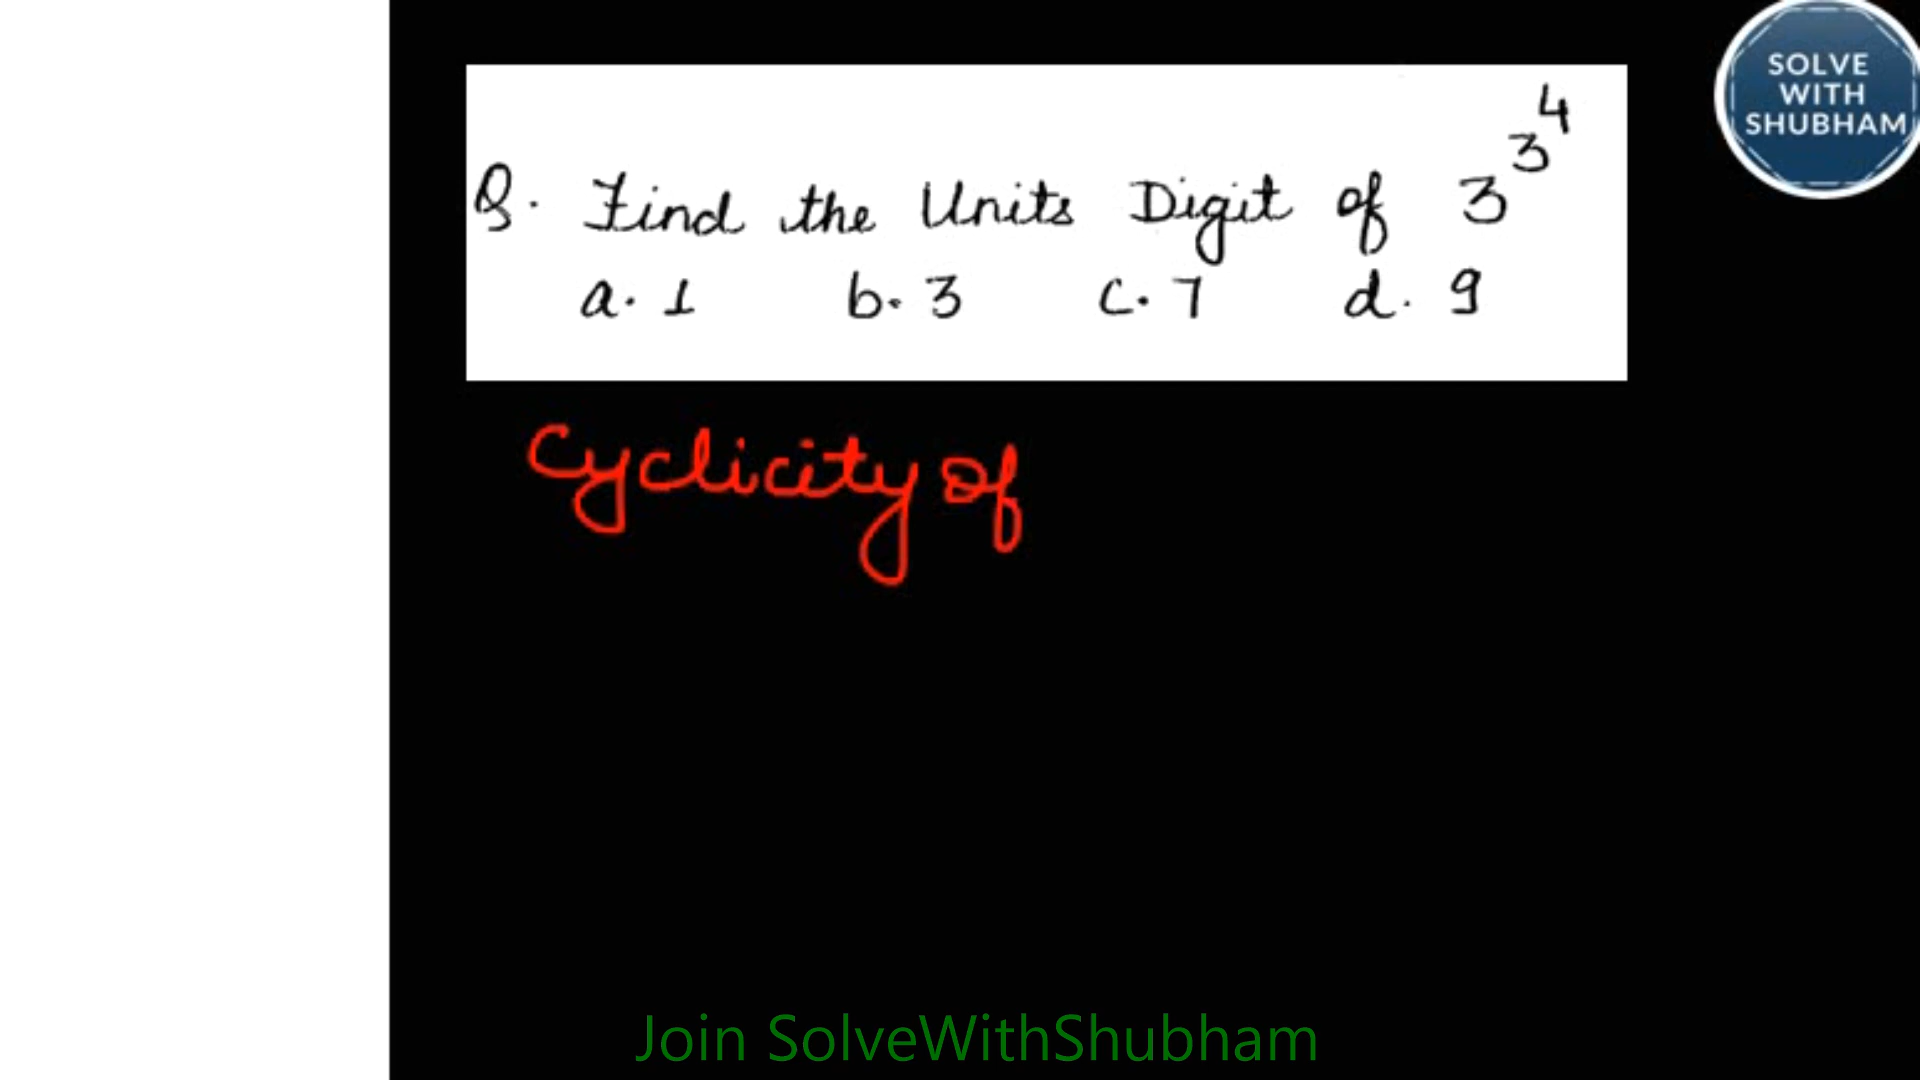 Q. Find the Units Digit of 3^3^4
a. 1 b. 3 c. 7 d. 9
Cyclicity of
SOLVE
WITH
SHUBHAM
Join SolveWithShubham